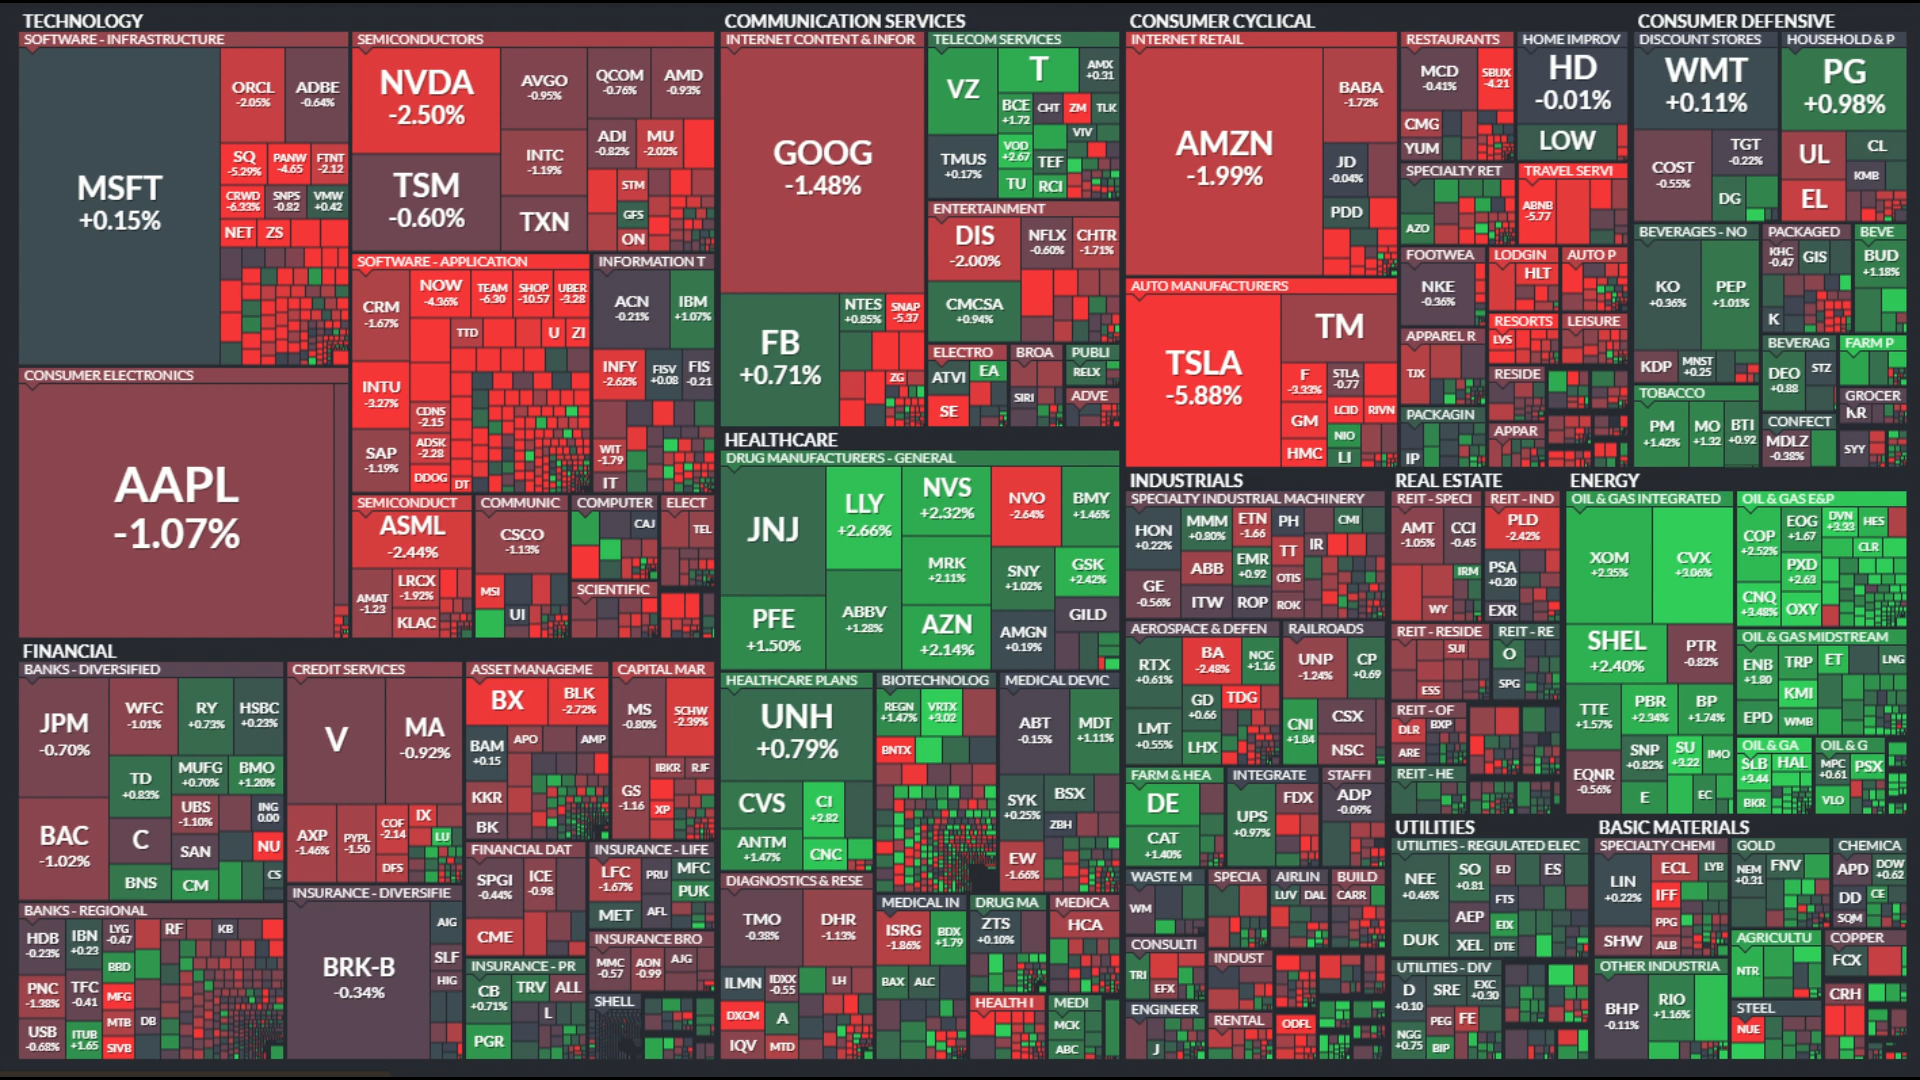 TECHNOLOGY
SOFTWARE - INFRASTRUCTURE
MSFT
+0.15%
ORCL
-2.05%
ADBE
-0.64%
SQ
-5.29%
PANW
-4.65
FTNT
-2.12
CRWD
-6.33%
SNPS
-0.82
VMW
+0.42
NET
ZS
SEMICONDUCTORS
NVDA
-2.50%
TSM
-0.60%
AVGO
-0.95%
QCOM
-0.76%
AMD
-0.93%
INTC
-1.19%
TXN
ADI
-0.82%
MU
-2.02%
STM
GFS
ON
SOFTWARE - APPLICATION
CRM
-1.67%
NOW
-4.36%
TEAM
-6.30
SHOP
-10.57
UBER
-3.28
TTD
U
ZI
INTU
-3.27%
CDNS
-2.15
SAP
-1.19%
ADSK
-2.28
DDOG
DT
INFORMATION T
ACN
-0.21%
IBM
+1.07%
INFY
-2.62%
FISV
+0.08
FIS
-0.21
WIT
-1.79
IT
CONSUMER ELECTRONICS
AAPL
-1.07%
SEMICONDUCT
ASML
-2.44%
AMAT
-1.23
LRCX
-1.92%
KLAC
COMMUNIC
CSCO
-1.13%
MSI
UI
COMPUTER
CAJ
ELECT
TEL
SCIENTIFIC
COMMUNICATION SERVICES
INTERNET CONTENT & INFOR
GOOG
-1.48%
FB
+0.71%
NTES
+0.85%
SNAP
-5.37
ZG
TELECOM SERVICES
VZ
T
AMX
+0.31
BCE
+1.72
CHT
ZM
TLK
TMUS
+0.17%
VOD
+2.67
VIV
TEF
TU
RCI
ENTERTAINMENT
DIS
-2.00%
NFLX
-0.60%
CHTR
-1.71%
CMCSA
+0.94%
ELECTRO
ATVI
EA
SE
BROA
SIRI
PUBLI
RELX
ADVE
CONSUMER CYCLICAL
INTERNET RETAIL
AMZN
-1.99%
BABA
-1.72%
JD
-0.04%
PDD
AUTO MANUFACTURERS
TSLA
-5.88%
TM
F
-3.33%
STLA
-0.77
GM
LCID
RIVN
NIO
HMC
LI
RESTAURANTS
MCD
-0.41%
SBUX
-4.21
CMG
YUM
HOME IMPROV
HD
-0.01%
LOW
SPECIALTY RET
AZO
TRAVEL SERVI
ABNB
-5.77
FOOTWEA
NKE
-0.36%
LODGIN
HLT
AUTO P
APPAREL R
TJX
RESORTS
LVS
LEISURE
RESIDE
PACKAGIN
IP
APPAR
CONSUMER DEFENSIVE
DISCOUNT STORES
WMT
+0.11%
COST
-0.55%
TGT
-0.22%
DG
HOUSEHOLD & P
PG
+0.98%
UL
CL
KMB
EL
BEVERAGES - NO
KO
+0.36%
PEP
+1.01%
KDP
MNST
+0.25
PACKAGED
KHC
-0.47
GIS
K
BEVE
BUD
+1.18%
BEVERAG
DEO
+0.88
STZ
FARM P
TOBACCO
PM
+1.42%
MO
+1.32
BTI
+0.92
CONFECT
MDLZ
-0.38%
GROCER
KR
SYY
HEALTHCARE
DRUG MANUFACTURERS - GENERAL
JNJ
LLY
+2.66%
NVS
+2.32%
NVO
-2.64%
BMY
+1.46%
PFE
+1.50%
ABBV
+1.28%
MRK
+2.11%
SNY
+1.02%
GSK
+2.42%
AZN
+2.14%
AMGN
+0.19%
GILD
HEALTHCARE PLANS
UNH
+0.79%
CVS
CI
+2.82
ANTM
+1.47%
CNC
BIOTECHNOLOG
REGN
+1.47%
VRTX
+3.02
BNTX
MEDICAL DEVIC
ABT
-0.15%
MDT
+1.11%
SYK
+0.25%
BSX
ZBH
EW
-1.66%
DIAGNOSTICS & RESE
TMO
-0.38%
DHR
-1.13%
ILMN
IDXX
-0.55
LH
DXCM
A
IQV
MTD
MEDICAL IN
ISRG
-1.86%
BDX
+1.79
BAX
ALC
DRUG MA
ZTS
+0.10%
MEDICA
HCA
HEALTH I
MEDI
MCK
ABC
FINANCIAL
BANKS - DIVERSIFIED
JPM
-0.70%
WFC
-1.01%
RY
+0.73%
HSBC
+0.23%
TD
+0.83%
MUFG
+0.70%
BMO
+1.20%
BAC
-1.02%
C
UBS
-1.10%
ING
0.00
SAN
NU
BNS
CM
CS
CREDIT SERVICES
V
MA
-0.92%
AXP
-1.46%
PYPL
-1.50
COF
-2.14
IX
LU
DFS
ASSET MANAGEME
BX
BLK
-2.72%
BAM
+0.15
APO
AMP
KKR
BK
CAPITAL MAR
MS
-0.80%
SCHW
-2.39%
IBKR
RJF
GS
-1.16
XP
FINANCIAL DAT
SPGI
-0.44%
ICE
-0.98
CME
INSURANCE - LIFE
LFC
-1.67%
PRU
MFC
PUK
MET
AFL
INSURANCE - DIVERSIFIE
BRK-B
-0.34%
AIG
SLF
HIG
BANKS - REGIONAL
HDB
-0.23%
IBN
+0.23
LYG
-0.47
RF
KB
BBD
PNC
-1.38%
TFC
-0.41
MFG
USB
-0.68%
ITUB
+1.65
MTB
DB
SIVB
INSURANCE - PR
CB
+0.71%
TRV
ALL
PGR
L
INSURANCE BRO
MMC
-0.57
AON
-0.99
AJG
SHELL
INDUSTRIALS
SPECIALTY INDUSTRIAL MACHINERY
HON
+0.22%
MMM
+0.80%
ETN
-1.66
PH
CMI
GE
-0.56%
ABB
EMR
+0.92
TT
IR
OTIS
ITW
ROP
ROK
AEROSPACE & DEFEN
RTX
+0.61%
BA
-2.48%
NOC
+1.16
GD
+0.66
TDG
LMT
+0.55%
LHX
RAILROADS
UNP
-1.24%
CP
+0.69
CNI
+1.84
CSX
NSC
FARM & HEA
DE
CAT
+1.40%
INTEGRATE
UPS
+0.97%
FDX
STAFFI
ADP
-0.09%
WASTE M
WM
SPECIA
AIRLIN
LUV
DAL
BUILD
CARR
CONSULTI
TRI
EFX
INDUST
ENGINEER
J
RENTAL
ODFL
REAL ESTATE
REIT - SPECI
AMT
-1.05%
CCI
-0.45
IRM
WY
REIT - IND
PLD
-2.42%
PSA
+0.20
EXR
REIT - RESIDE
SUI
ESS
REIT - RE
O
SPG
REIT - OF
DLR
BXP
ARE
REIT - HE
ENERGY
OIL & GAS INTEGRATED
XOM
+2.35%
CVX
+3.06%
SHEL
+2.40%
PTR
-0.82%
TTE
+1.57%
PBR
+2.34%
BP
+1.74%
EQNR
-0.56%
SNP
+0.82%
SU
+3.22
IMO
E
EC
OIL & GAS E&P
COP
+2.52%
EOG
+1.67
DVN
+3.33
HES
PXD
+2.63
CLR
CNQ
+3.48%
OXY
OIL & GAS MIDSTREAM
ENB
+1.80
TRP
ET
LNG
KMI
EPD
WMB
OIL & GA
SLB
+3.44
HAL
BKR
OIL & G
MPC
+0.61
PSX
VLO
UTILITIES
UTILITIES - REGULATED ELEC
NEE
+0.46%
SO
+0.81
ED
ES
FTS
AEP
EIX
DUK
XEL
DTE
UTILITIES - DIV
D
+0.10
SRE
EXC
+0.30
PEG
FE
NGG
+0.75
BIP
BASIC MATERIALS
SPECIALTY CHEMI
LIN
+0.22%
ECL
LYB
IFF
PPG
SHW
ALB
GOLD
NEM
+0.31
FNV
CHEMICA
APD
DOW
+0.62
DD
CE
SQM
AGRICULTU
NTR
COPPER
FCX
OTHER INDUSTRIA
BHP
-0.11%
RIO
+1.16%
CRH
STEEL
NUE